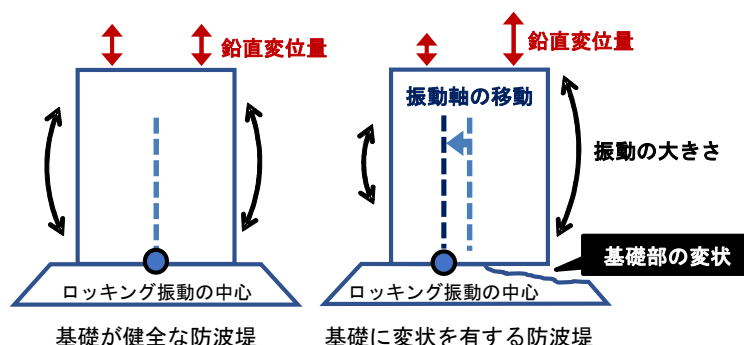 鉛直変位量
鉛直変位量
振動軸の移動
振動の大きさ
基礎部の変状
ロッキング振動の中心
ロッキング振動の中心
基礎が健全な防波堤
基礎に変状を有する防波堤